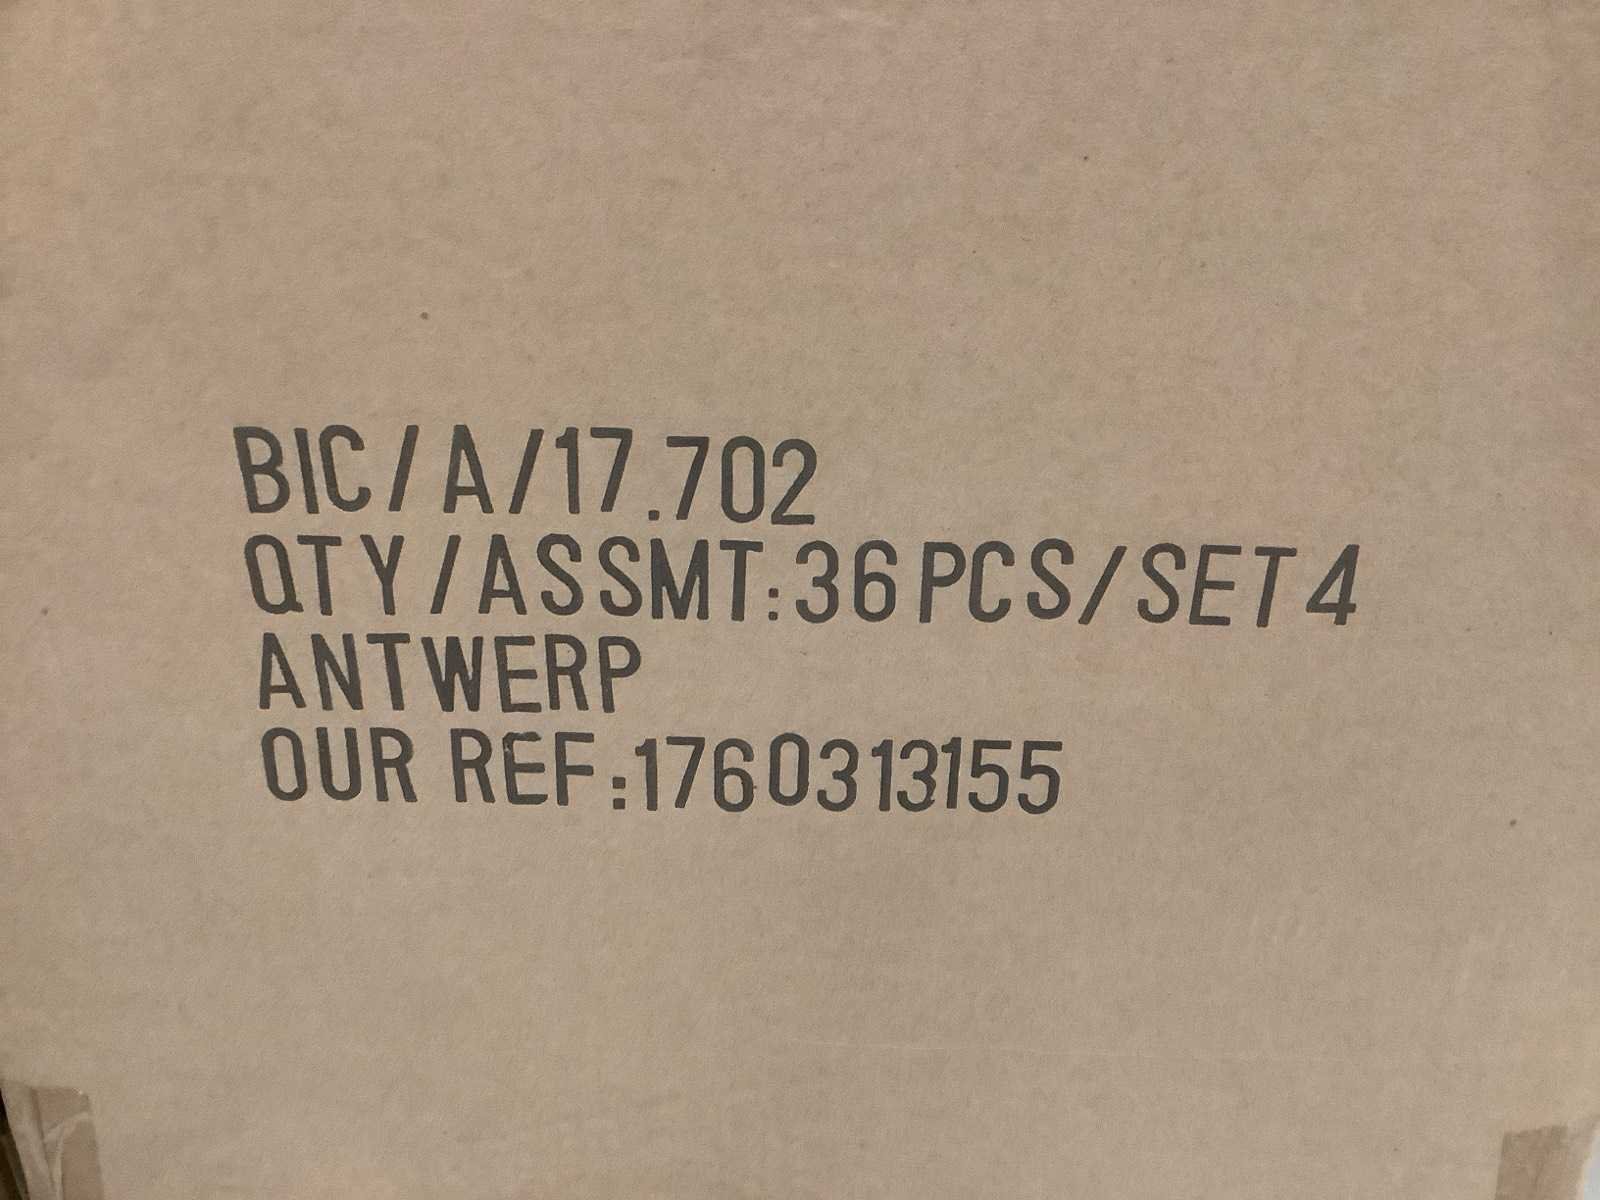 BIC/A/17.702
QTY/ASSMT:36PCS/SET4
ANTWERP
OUR REF:1760313155